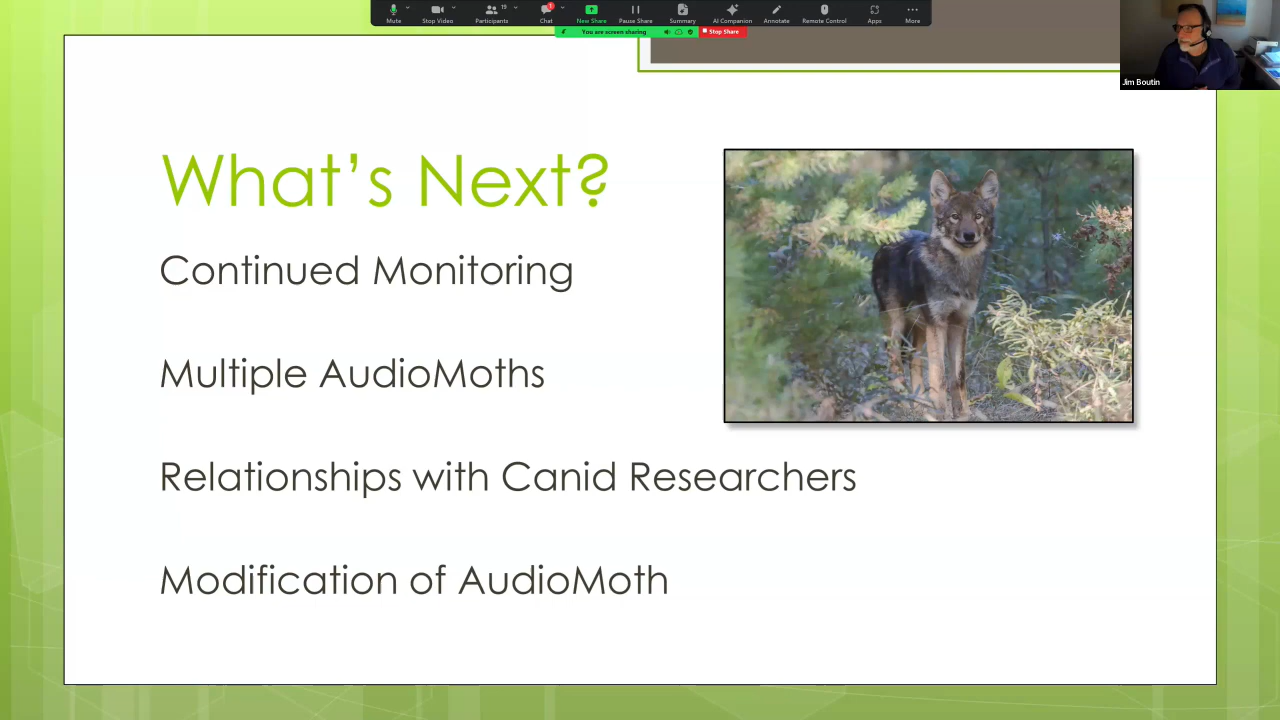 Mute
Stop Video
Participants
19
Chat
1
New Share
Pause Share
Summary
AI Companion
Annotate
Remote Control
Apps
More
You are screen sharing
Stop Share
Jim Boutin
What's Next?
Continued Monitoring
Multiple AudioMoths
Relationships with Canid Researchers
Modification of AudioMoth